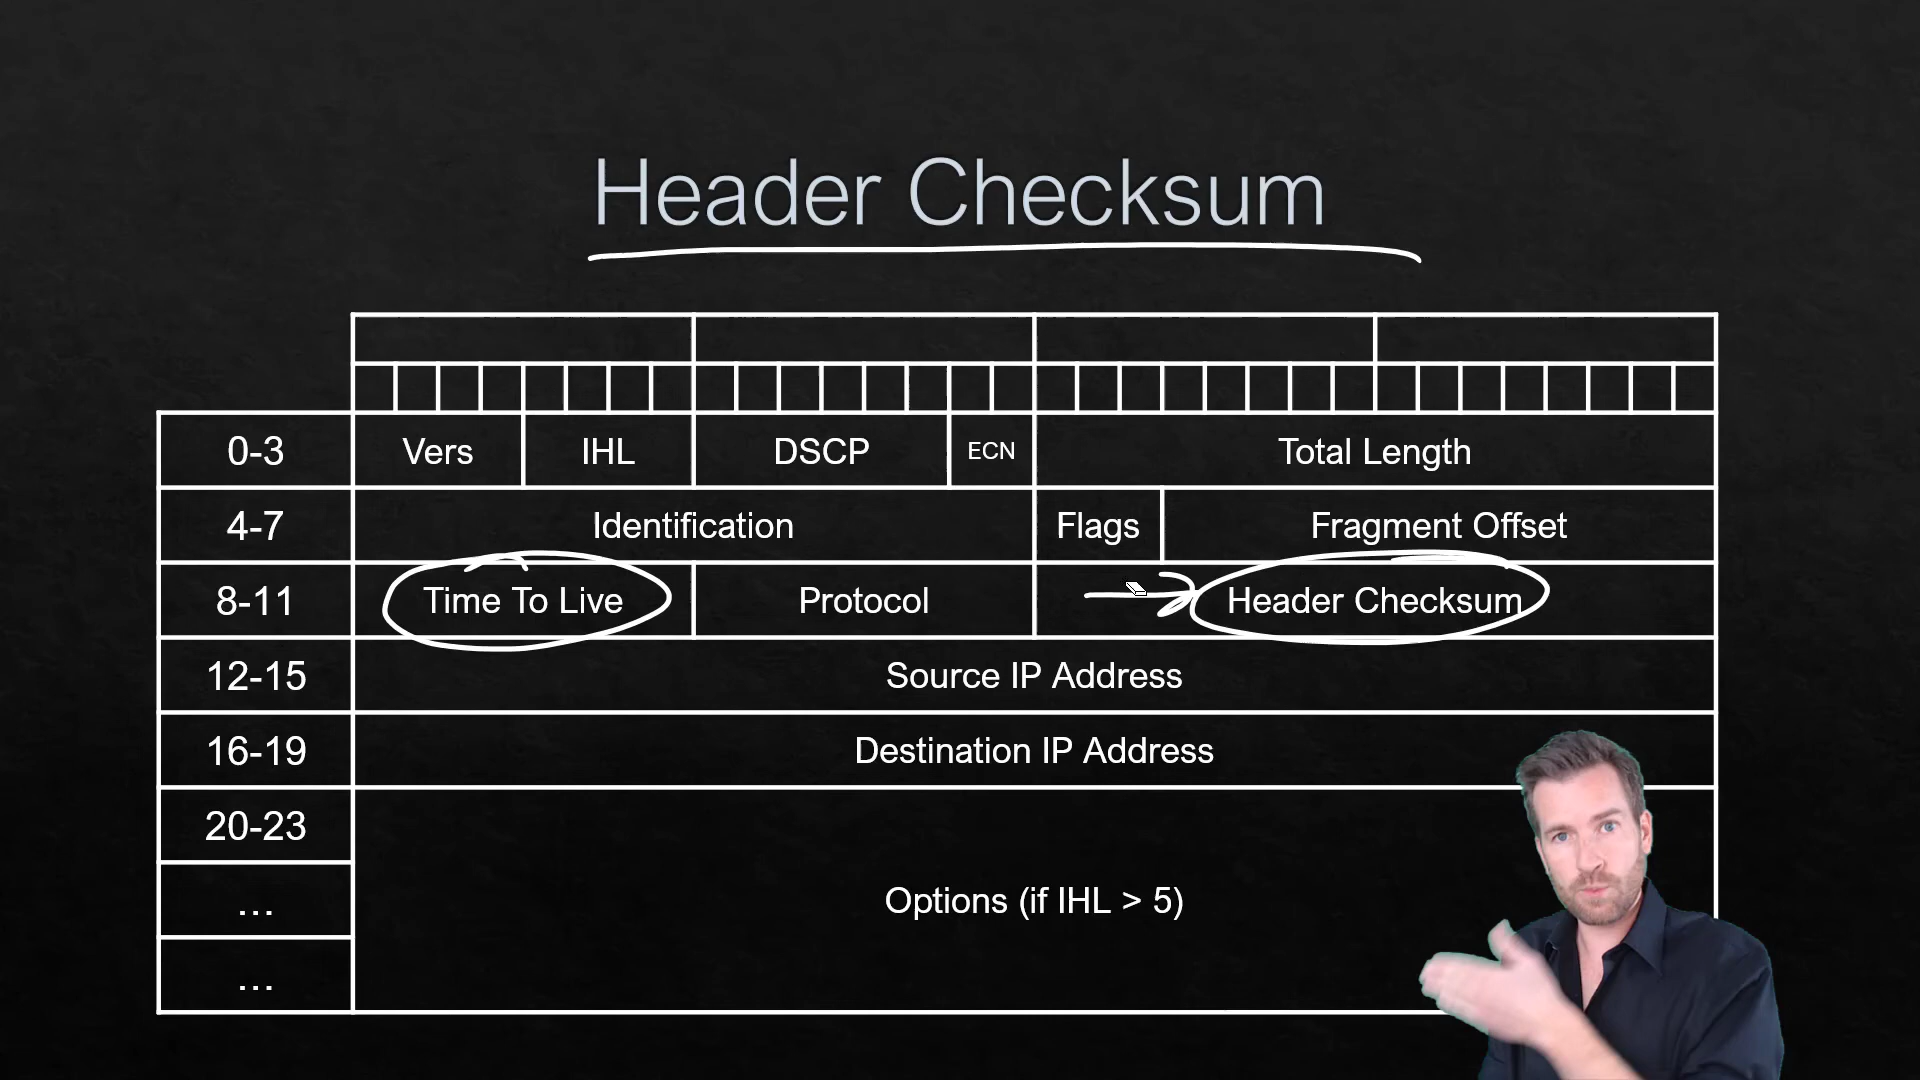 Header Checksum
0-3 Vers IHL DSCP ECN Total Length
4-7 Identification Flags Fragment Offset
8-11 Time To Live Protocol Header Checksum
12-15 Source IP Address
16-19 Destination IP Address
20-23
... Options (if IHL > 5)
...